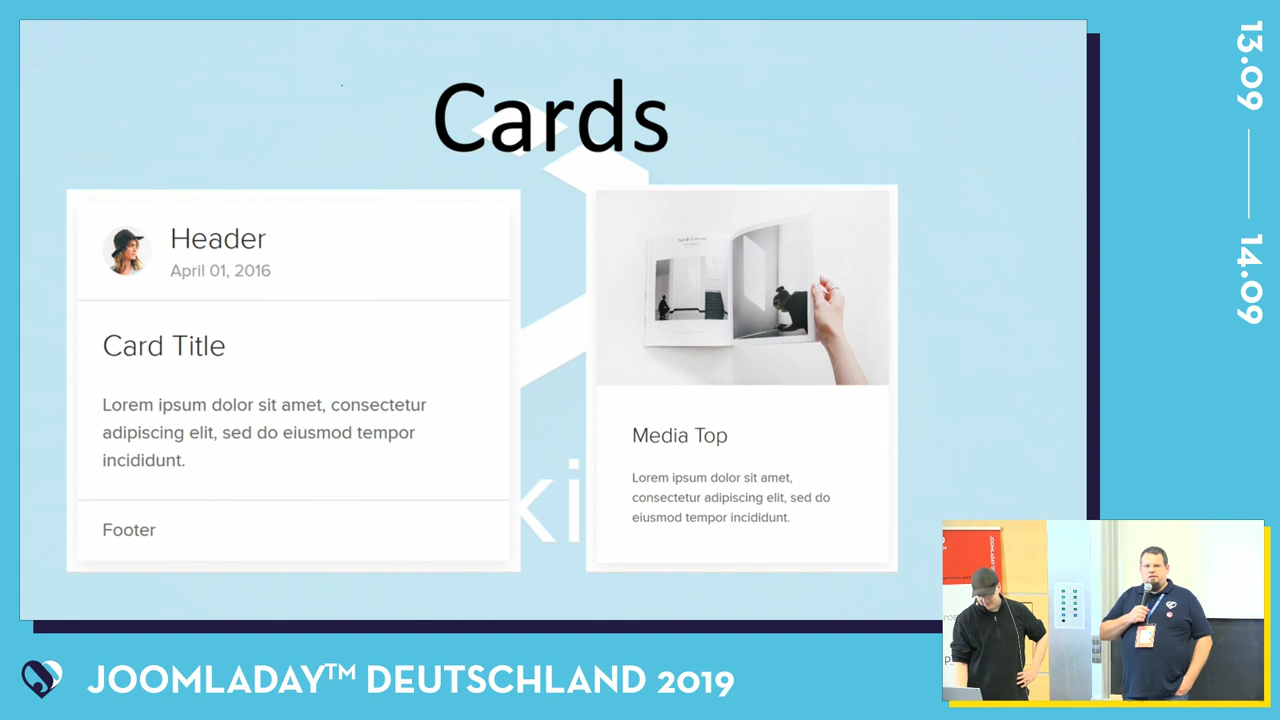 Cards
Header
April 01, 2016
Card Title
Lorem ipsum dolor sit amet, consectetur
adipiscing elit, sed do eiusmod tempor
incididunt.
Footer
Media Top
Lorem ipsum dolor sit amet,
consectetur adipiscing elit, sed do
eiusmod tempor incididunt.
ki
13.09
14.09
JOOMLADAY™ DEUTSCHLAND 2019